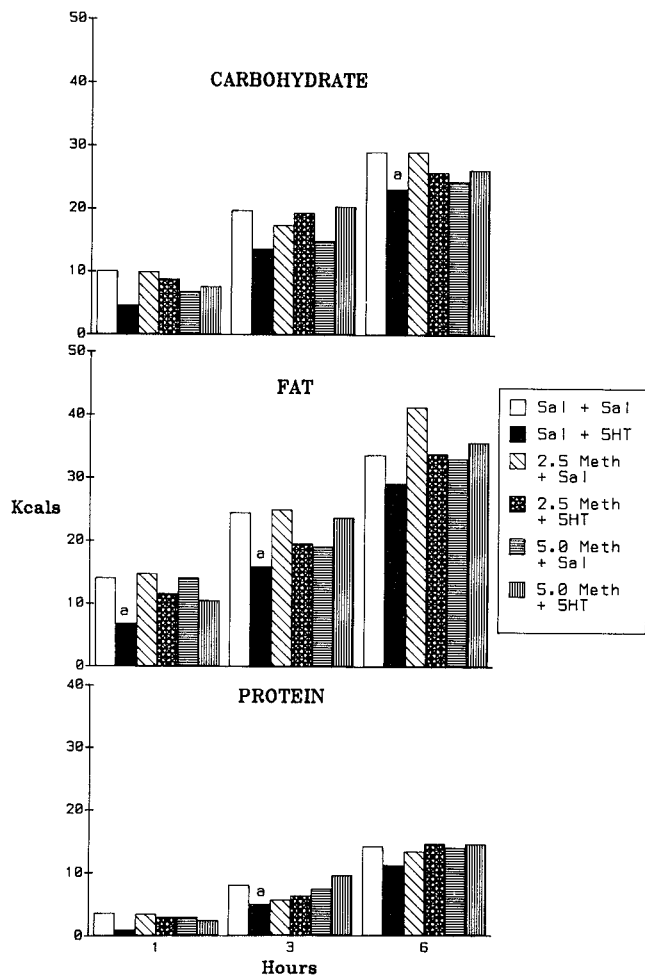 CARBOHYDRATE
50
40
30
20
10
0
a
FAT
50
40
30
20
10
0
a
a
Kcals
PROTEIN
40
30
20
10
0
a
1
3
6
Hours
Sal + Sal
Sal + 5HT
2.5 Meth
+ Sal
2.5 Meth
+ 5HT
5.0 Meth
+ Sal
5.0 Meth
+ 5HT